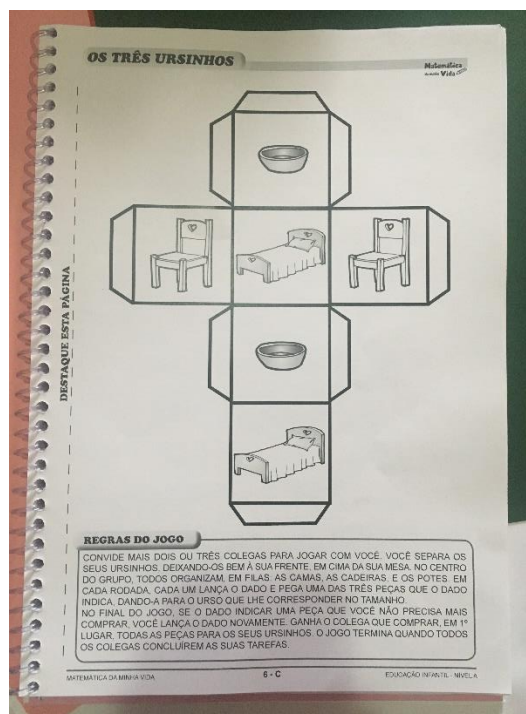 OS TRÊS URSINHOS
Matemática
da minha Vida
DESTAQUE ESTA PÁGINA
REGRAS DO JOGO
CONVIDE MAIS DOIS OU TRÊS COLEGAS PARA JOGAR COM VOCÊ. VOCÊ SEPARA OS
SEUS URSINHOS, DEIXANDO-OS BEM À SUA FRENTE, EM CIMA DA SUA MESA. NO CENTRO
DO GRUPO, TODOS ORGANIZAM, EM FILAS, AS CAMAS, AS CADEIRAS, E OS POTES. EM
CADA RODADA, CADA UM LANÇA O DADO E PEGA UMA DAS TRÊS PEÇAS QUE O DADO
INDICA, DANDO-A PARA O URSO QUE LHE CORRESPONDER NO TAMANHO.
NO FINAL DO JOGO, SE O DADO INDICAR UMA PEÇA QUE VOCÊ NÃO PRECISA MAIS
COMPRAR, VOCÊ LANÇA O DADO NOVAMENTE. GANHA O COLEGA QUE COMPRAR, EM 1º
LUGAR, TODAS AS PEÇAS PARA OS SEUS URSINHOS. O JOGO TERMINA QUANDO TODOS
OS COLEGAS CONCLUÍREM AS SUAS TAREFAS.
MATEMÁTICA DA MINHA VIDA
6 - C
EDUCAÇÃO INFANTIL - NÍVEL A